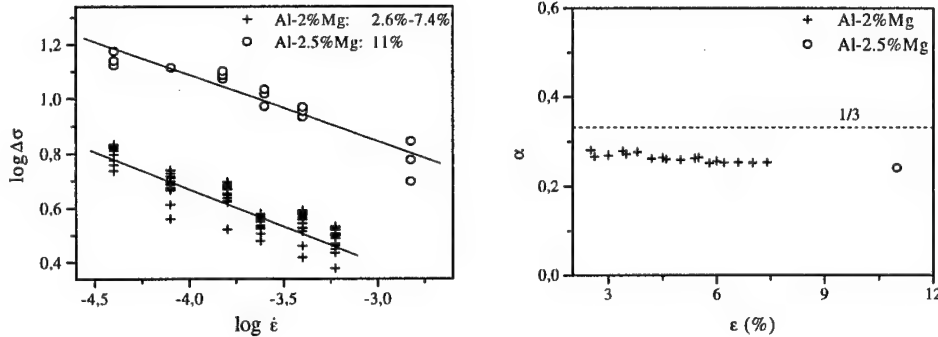 + Al-2%Mg: 2.6%-7.4%
o Al-2.5%Mg: 11%
1,2
1.0
0.8
0.6
0.4
log Δσ
-4,5 -4,0 -3,5 -3,0
log ε̇
+ Al-2%Mg
o Al-2.5%Mg
0,6
0,4
0,2
0,0
α
1/3
3 6 9 12
ε (%)